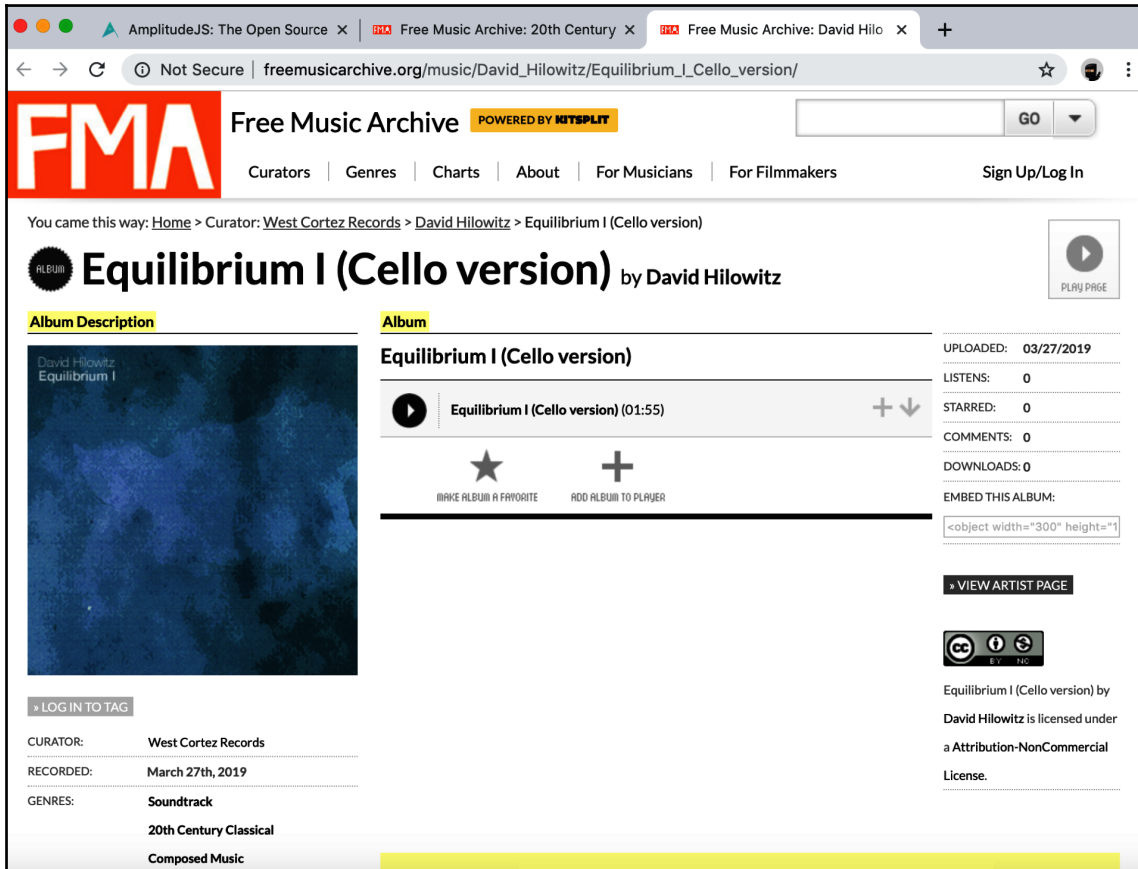 AmplitudeJS: The Open Source
Free Music Archive: 20th Century
Free Music Archive: David Hilo
Not Secure | freemusicarchive.org/music/David_Hilowitz/Equilibrium_I_Cello_version/
FMA
Free Music Archive
POWERED BY KITSPLIT
GO
Curators
Genres
Charts
About
For Musicians
For Filmmakers
Sign Up/Log In
You came this way: Home > Curator: West Cortez Records > David Hilowitz > Equilibrium I (Cello version)
ALBUM
Equilibrium I (Cello version) by David Hilowitz
PLAY PAGE
Album Description
David Hilowitz
Equilibrium I
» LOG IN TO TAG
CURATOR: West Cortez Records
RECORDED: March 27th, 2019
GENRES: Soundtrack
20th Century Classical
Composed Music
Album
Equilibrium I (Cello version)
Equilibrium I (Cello version) (01:55)
MAKE ALBUM A FAVORITE
ADD ALBUM TO PLAYER
UPLOADED: 03/27/2019
LISTENS: 0
STARRED: 0
COMMENTS: 0
DOWNLOADS: 0
EMBED THIS ALBUM:
<object width="300" height="1
» VIEW ARTIST PAGE
cc
BY NC
Equilibrium I (Cello version) by
David Hilowitz is licensed under
a Attribution-NonCommercial
License.